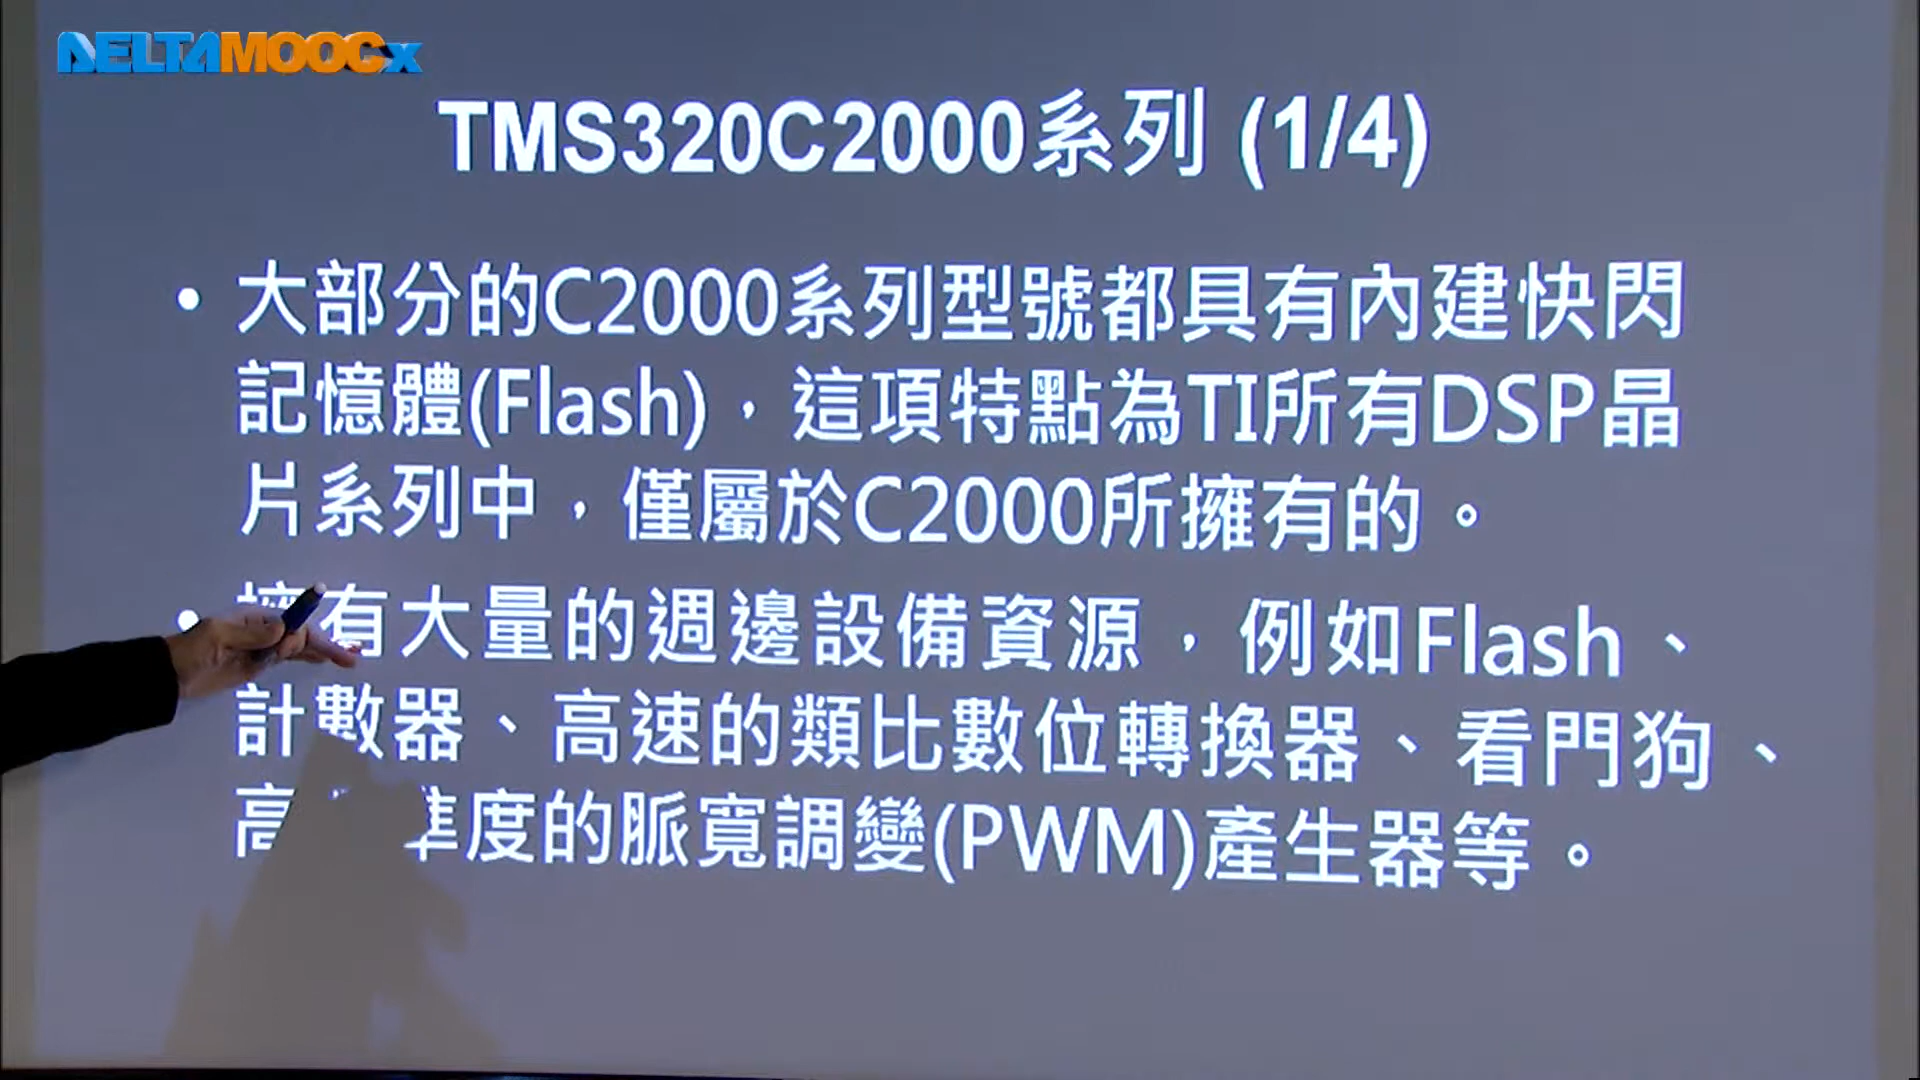 DELTAMOOCx
TMS320C2000系列 (1/4)
• 大部分的C2000系列型號都具有內建快閃
記憶體(Flash)，這項特點為TI所有DSP晶
片系列中，僅屬於C2000所擁有的。
• 擁有大量的週邊設備資源，例如Flash、
計數器、高速的類比數位轉換器、看門狗、
高準度的脈寬調變(PWM)產生器等。